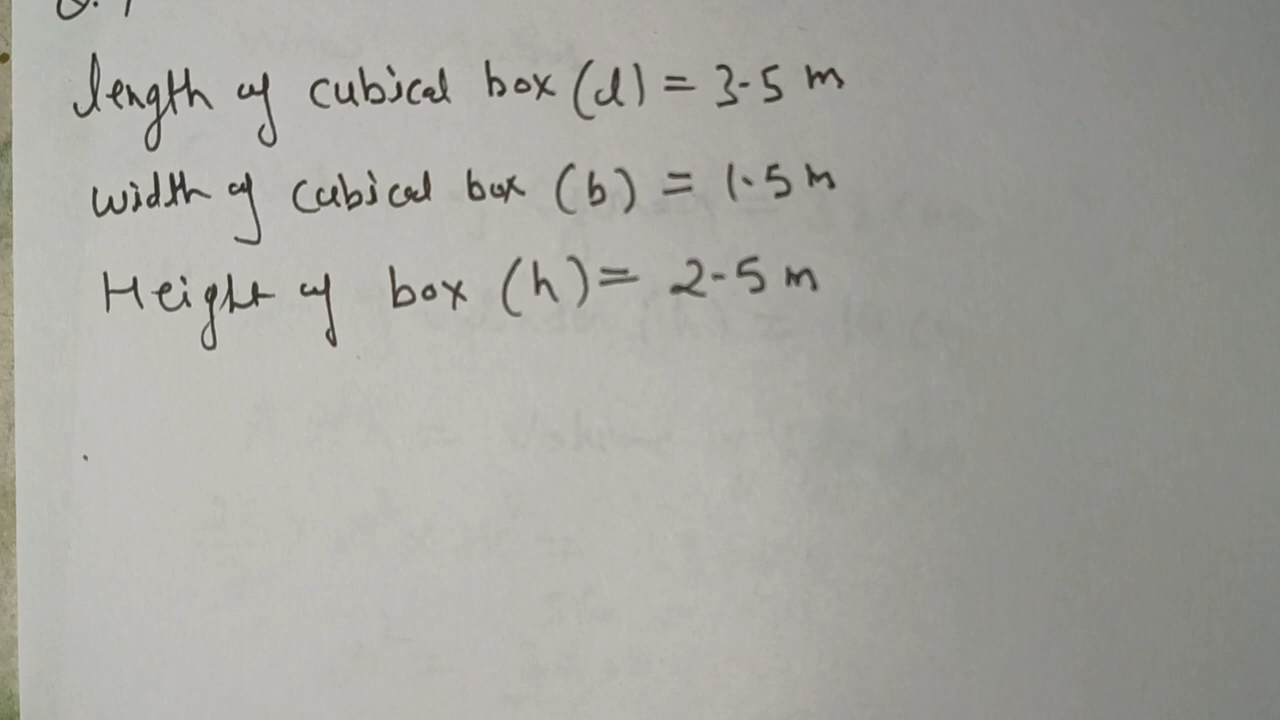 length of cubical box (l) = 3.5 m
width of cubical box (b) = 1.5 m
Height of box (h) = 2.5 m